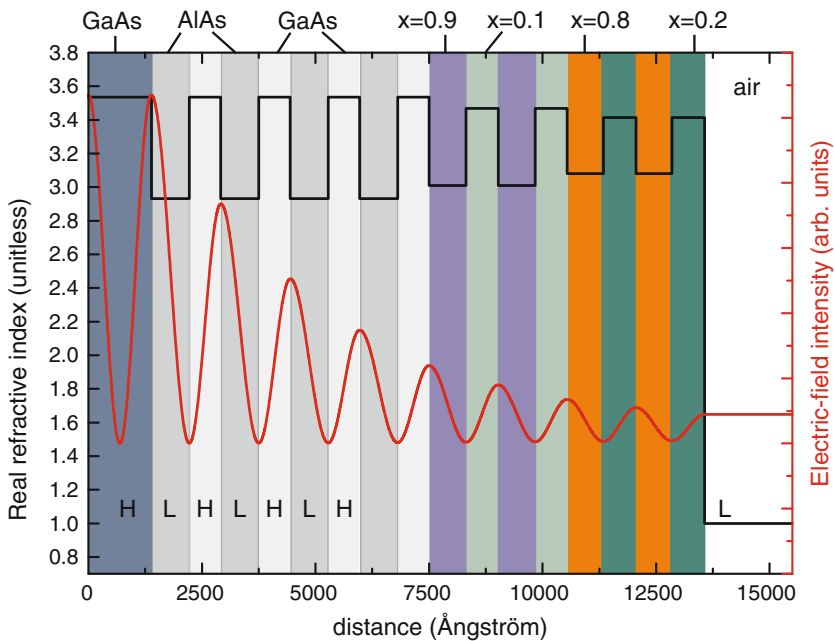 GaAs AlAs GaAs x=0.9 x=0.1 x=0.8 x=0.2
3.8
3.6
3.4
3.2
3.0
2.8
2.6
2.4
2.2
2.0
1.8
1.6
1.4
1.2
1.0
0.8
Real refractive index (unitless)
air
H L H L H L H L
Electric-field intensity (arb. units)
0 2500 5000 7500 10000 12500 15000
distance (Ångström)